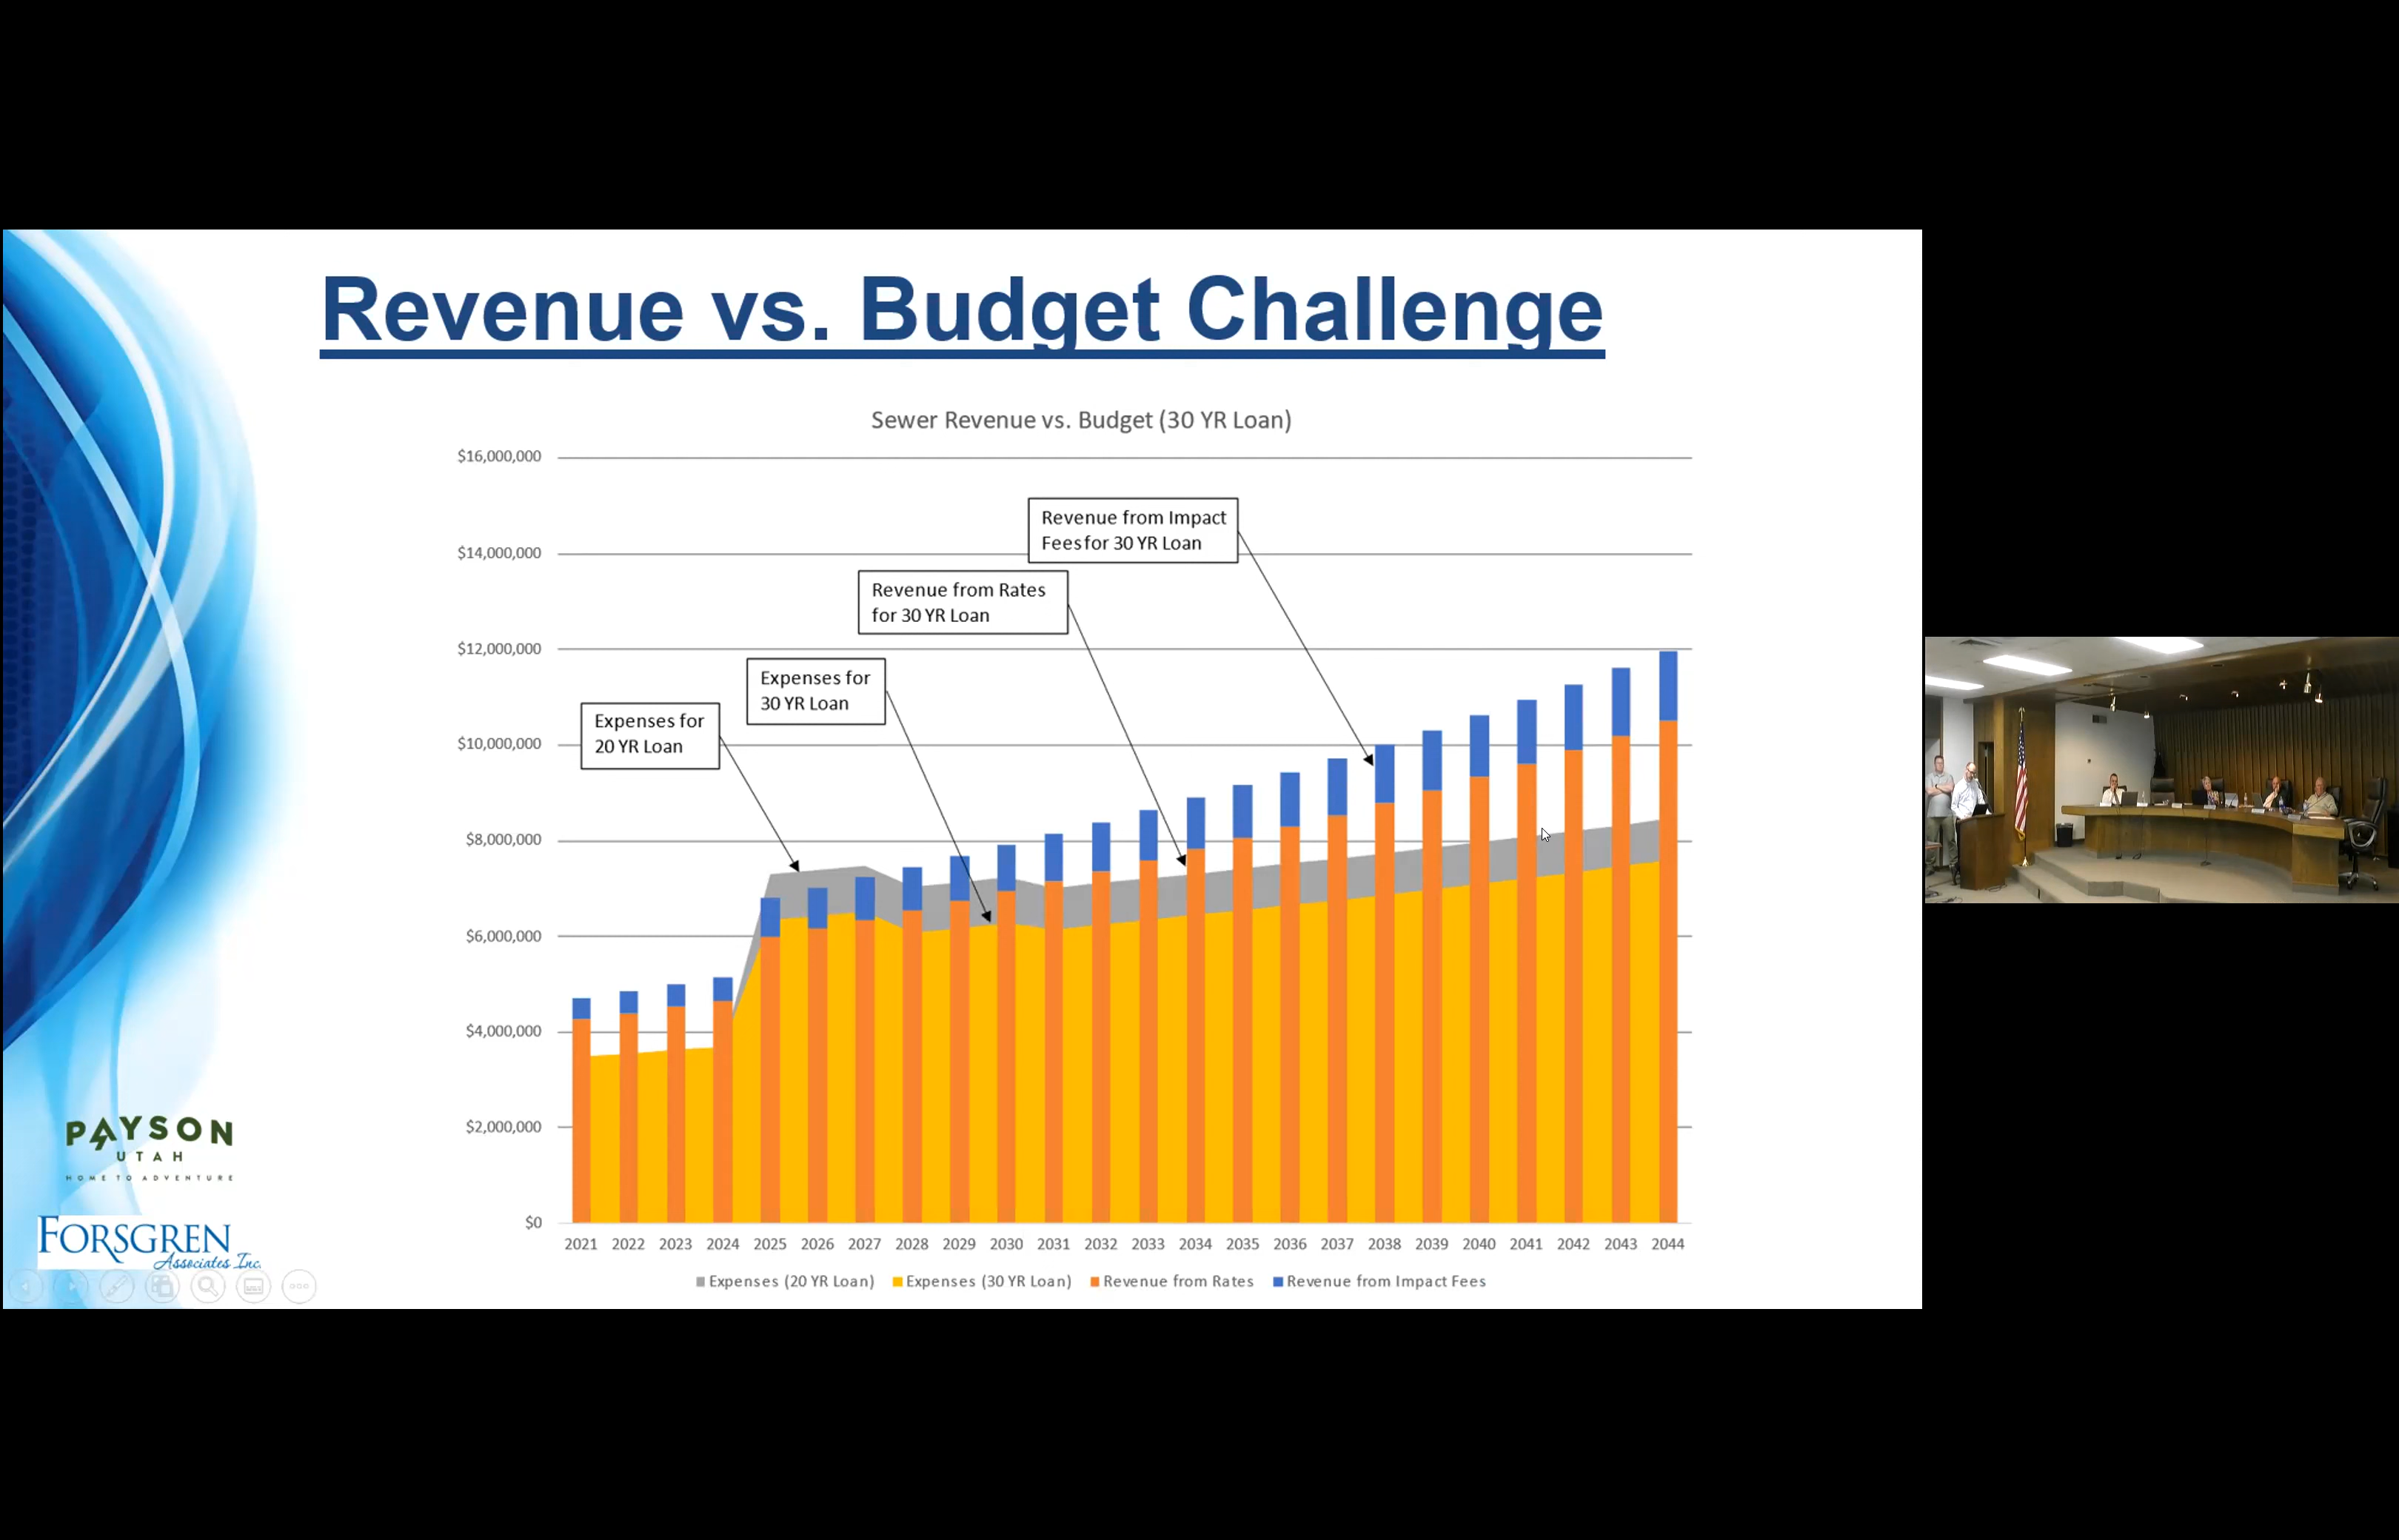 Revenue vs. Budget Challenge
Sewer Revenue vs. Budget (30 YR Loan)
$16,000,000
$14,000,000
$12,000,000
$10,000,000
$8,000,000
$6,000,000
$4,000,000
$2,000,000
$0
Revenue from Impact
Fees for 30 YR Loan
Revenue from Rates
for 30 YR Loan
Expenses for
30 YR Loan
Expenses for
20 YR Loan
2021 2022 2023 2024 2025 2026 2027 2028 2029 2030 2031 2032 2033 2034 2035 2036 2037 2038 2039 2040 2041 2042 2043 2044
Expenses (20 YR Loan) Expenses (30 YR Loan) Revenue from Rates Revenue from Impact Fees
PAYSON
UTAH
HOME TO ADVENTURE
FORSGREN
Associates Inc.